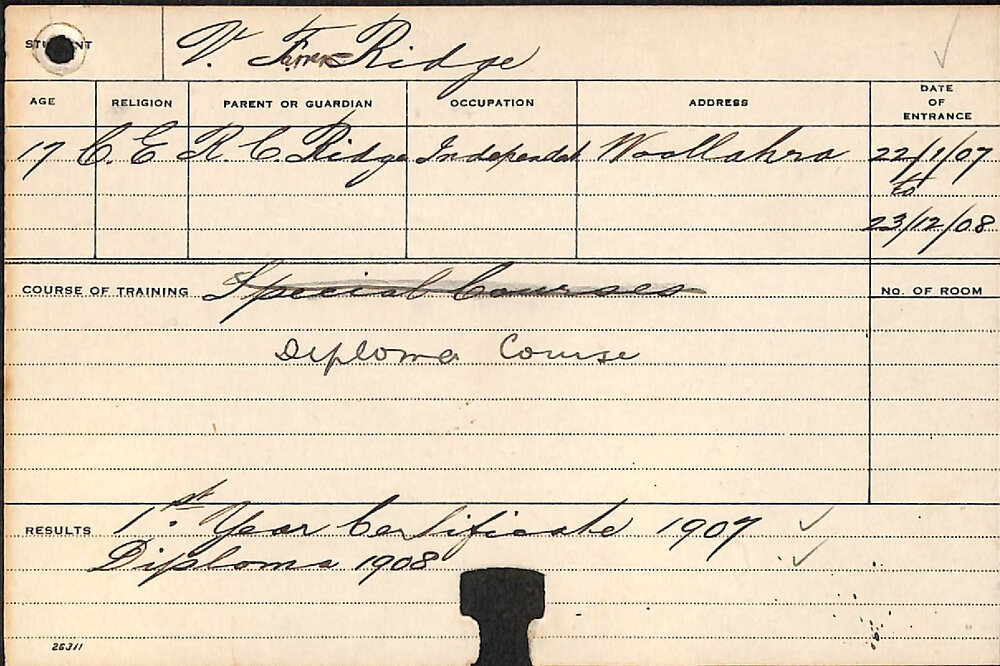 STUDENT V. Ridge
AGE RELIGION PARENT OR GUARDIAN OCCUPATION ADDRESS DATE OF ENTRANCE
17 C. E R. C Ridge Independent Woollahra 22/1/07
to
23/12/08
COURSE OF TRAINING Special Courses No. OF ROOM
Diploma Course
RESULTS 1st Year Certificate 1907
Diploma 1908
26311